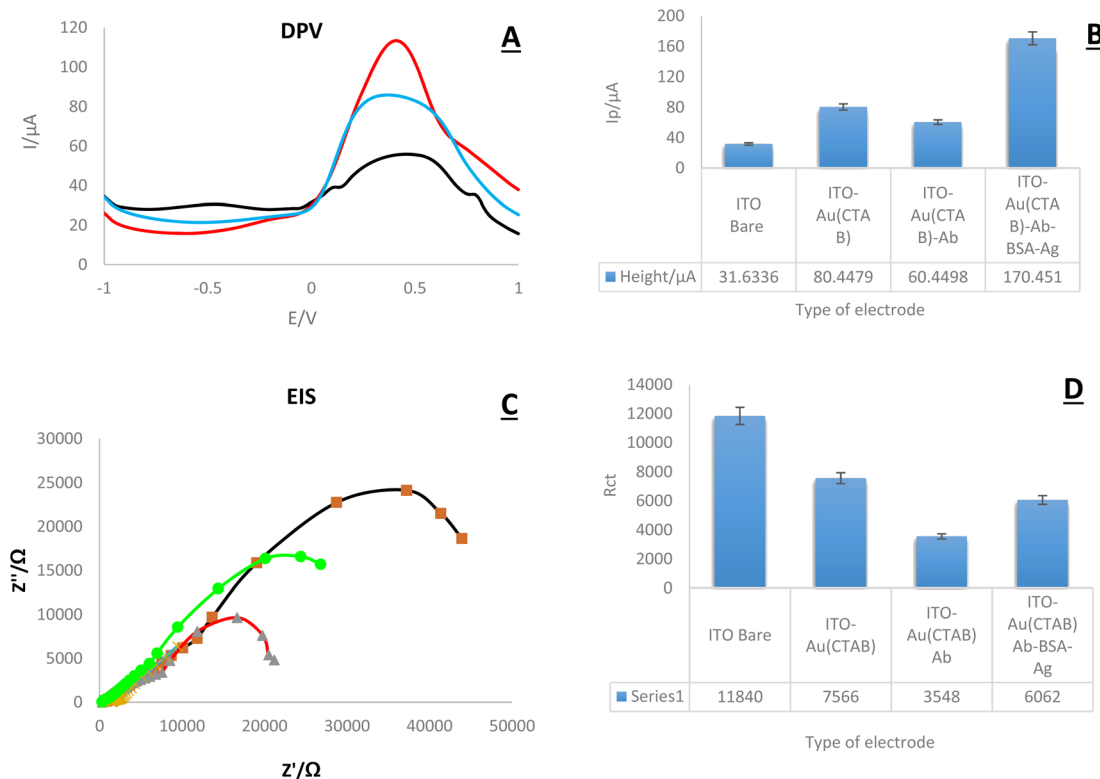 DPV
A
120
100
80
60
40
20
0
-1
-0.5
0
0.5
1
I/µA
E/V
B
200
160
120
80
40
0
Ip/µA
ITO
Bare
ITO-
Au(CTA
B)
ITO-
Au(CTA
B)-Ab
ITO-
Au(CTA
B)-Ab-
BSA-Ag
Height/µA 31.6336 80.4479 60.4498 170.451
Type of electrode
EIS
C
30000
25000
20000
15000
10000
5000
0
0 10000 20000 30000 40000 50000
Z''/Ω
Z'/Ω
D
14000
12000
10000
8000
6000
4000
2000
0
Rct
ITO Bare
ITO-
Au(CTAB)
ITO-
Au(CTAB)
Ab
ITO-
Au(CTAB)
Ab-BSA-
Ag
Series1 11840 7566 3548 6062
Type of electrode